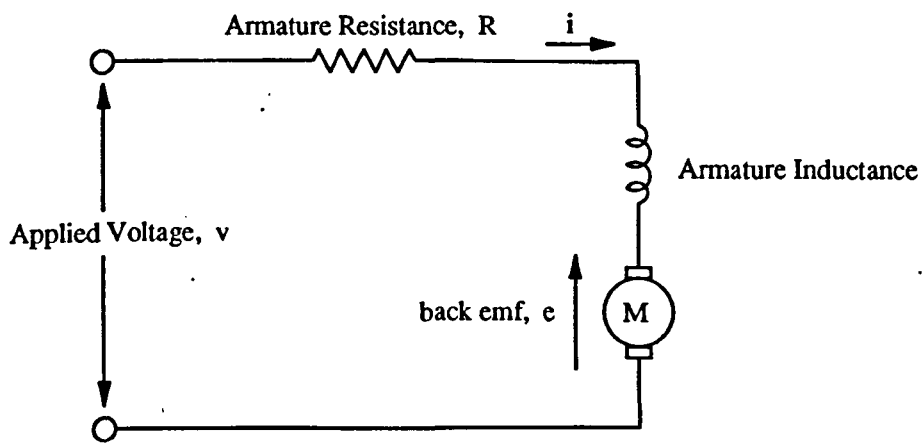 Armature Resistance, R
i
Armature Inductance
Applied Voltage, v
back emf, e
M